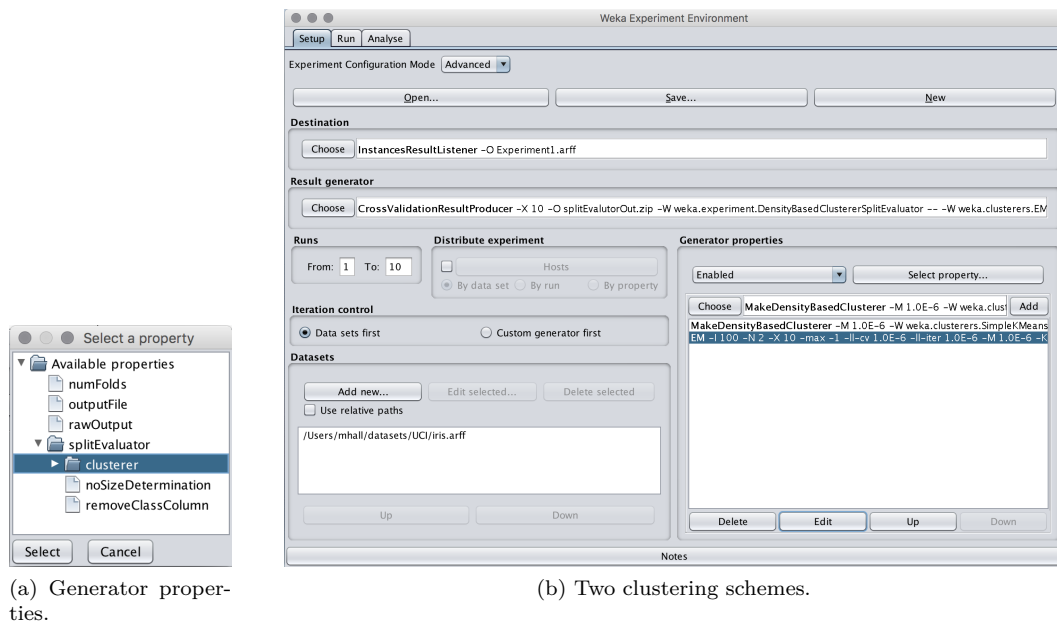 Select a property
Available properties
numFolds
outputFile
rawOutput
splitEvaluator
clusterer
noSizeDetermination
removeClassColumn
Select Cancel
(a) Generator proper-
ties.
Weka Experiment Environment
Setup Run Analyse
Experiment Configuration Mode Advanced
Open... Save... New
Destination
Choose InstancesResultListener -O Experiment1.arff
Result generator
Choose CrossValidationResultProducer -X 10 -O splitEvalutorOut.zip -W weka.experiment.DensityBasedClustererSplitEvaluator -- -W weka.clusterers.EM
Runs
From: 1 To: 10
Distribute experiment
Hosts
By data set By run By property
Iteration control
Data sets first Custom generator first
Datasets
Add new... Edit selected... Delete selected
Use relative paths
/Users/mhall/datasets/UCI/iris.arff
Up Down
Generator properties
Enabled Select property...
Choose MakeDensityBasedClusterer -M 1.0E-6 -W weka.clust Add
MakeDensityBasedClusterer -M 1.0E-6 -W weka.clusterers.SimpleKMeans
EM -I 100 -N 2 -X 10 -max -1 -ll-cv 1.0E-6 -ll-iter 1.0E-6 -M 1.0E-6 -K
Delete Edit Up Down
Notes
(b) Two clustering schemes.